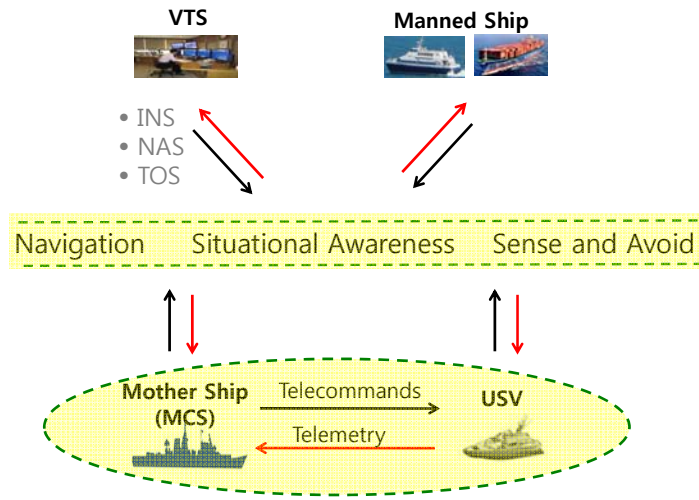 VTS
Manned Ship
• INS
• NAS
• TOS
Navigation Situational Awareness Sense and Avoid
Mother Ship
(MCS)
Telecommands
USV
Telemetry